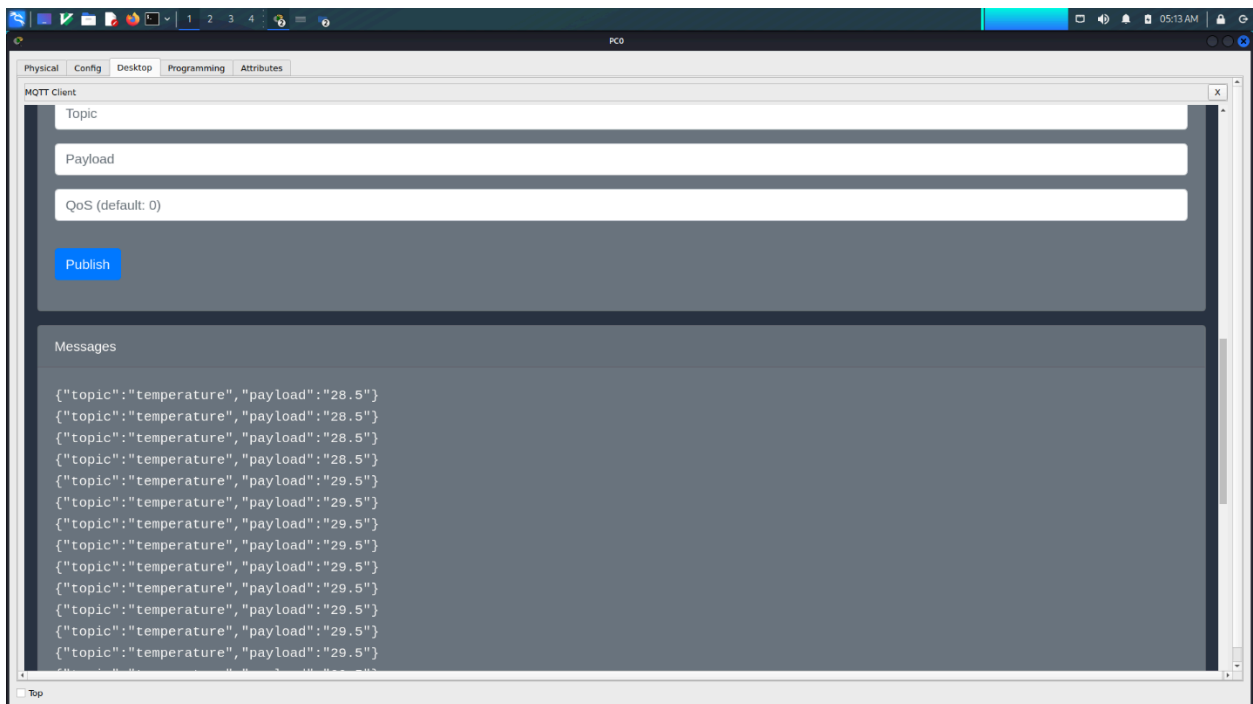 1 2 3 4
05:13 AM
PC0
Physical Config Desktop Programming Attributes
MQTT Client X
Topic
Payload
QoS (default: 0)
Publish
Messages
{"topic":"temperature","payload":"28.5"}
{"topic":"temperature","payload":"28.5"}
{"topic":"temperature","payload":"28.5"}
{"topic":"temperature","payload":"28.5"}
{"topic":"temperature","payload":"29.5"}
{"topic":"temperature","payload":"29.5"}
{"topic":"temperature","payload":"29.5"}
{"topic":"temperature","payload":"29.5"}
{"topic":"temperature","payload":"29.5"}
{"topic":"temperature","payload":"29.5"}
{"topic":"temperature","payload":"29.5"}
{"topic":"temperature","payload":"29.5"}
{"topic":"temperature","payload":"29.5"}
Top